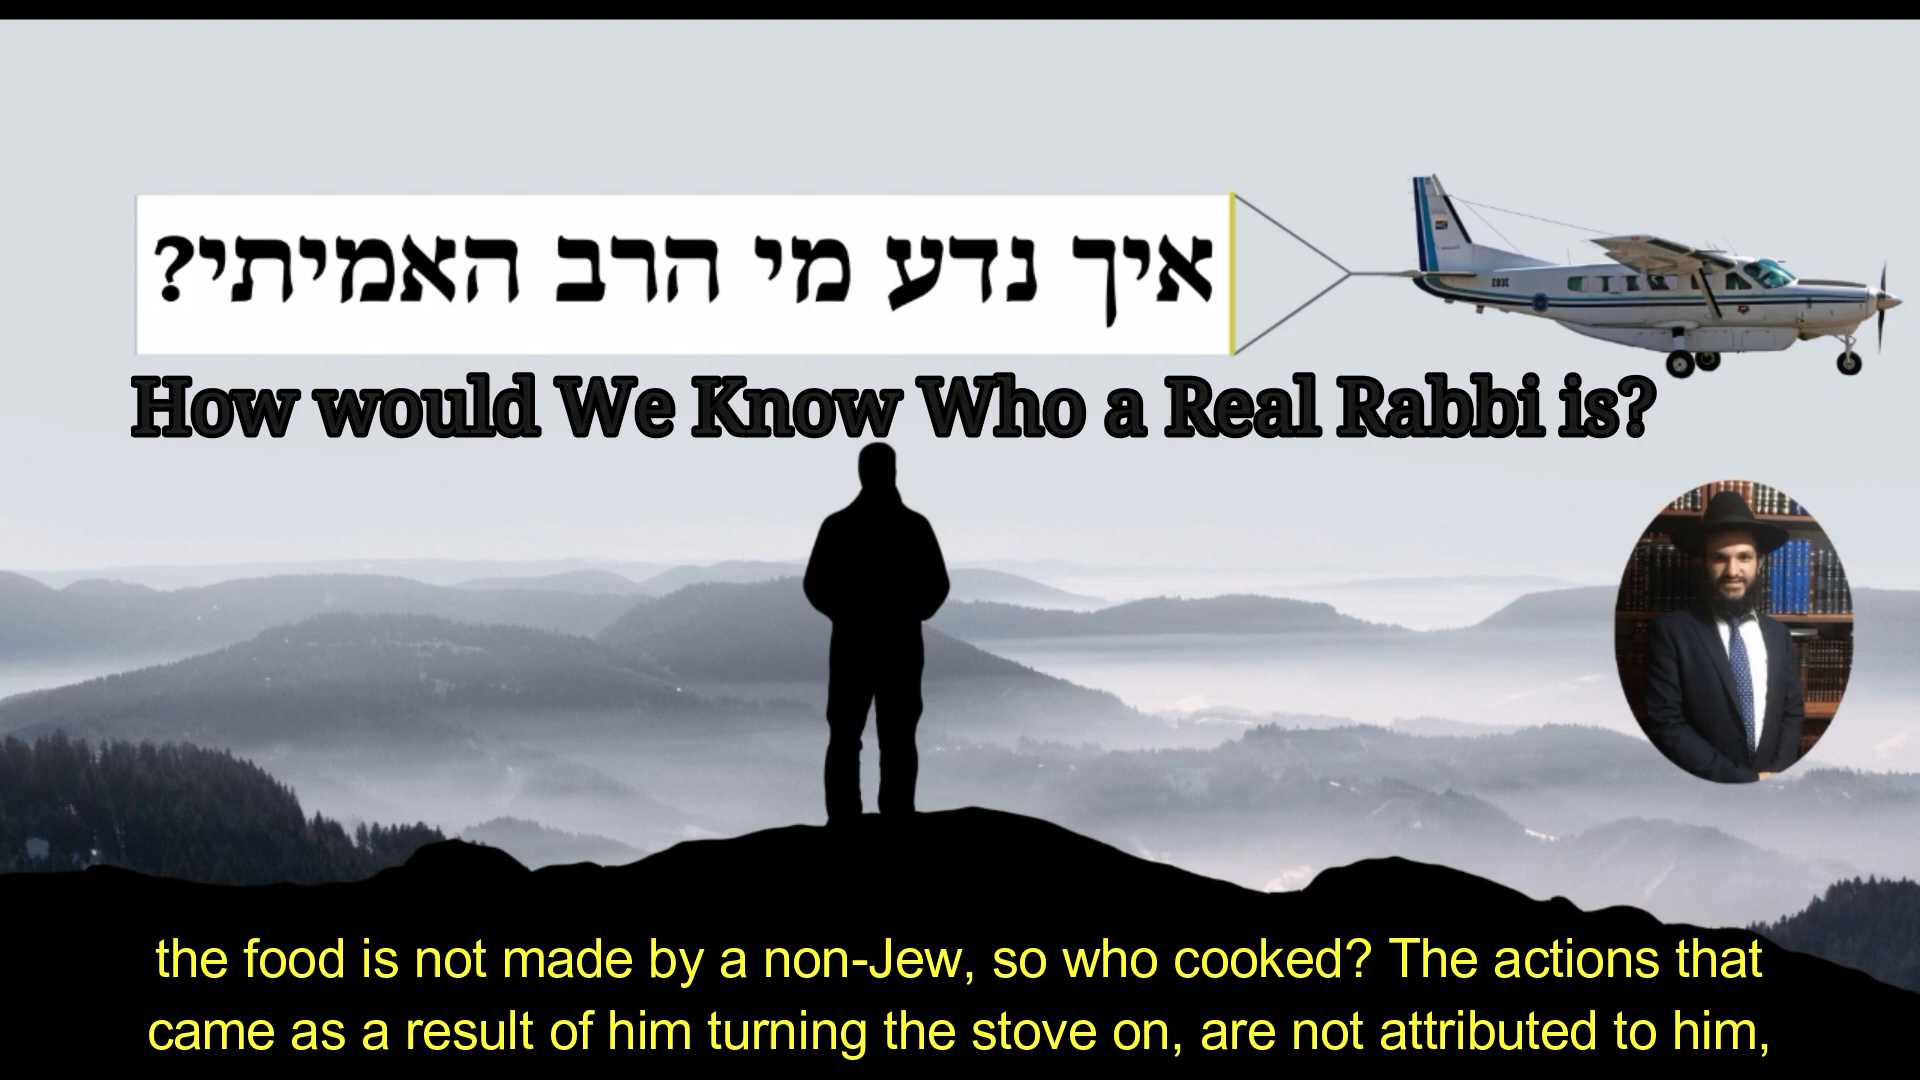 איך נדע מי הרב האמיתי?
How would We Know Who a Real Rabbi is?
the food is not made by a non-Jew, so who cooked? The actions that
came as a result of him turning the stove on, are not attributed to him,